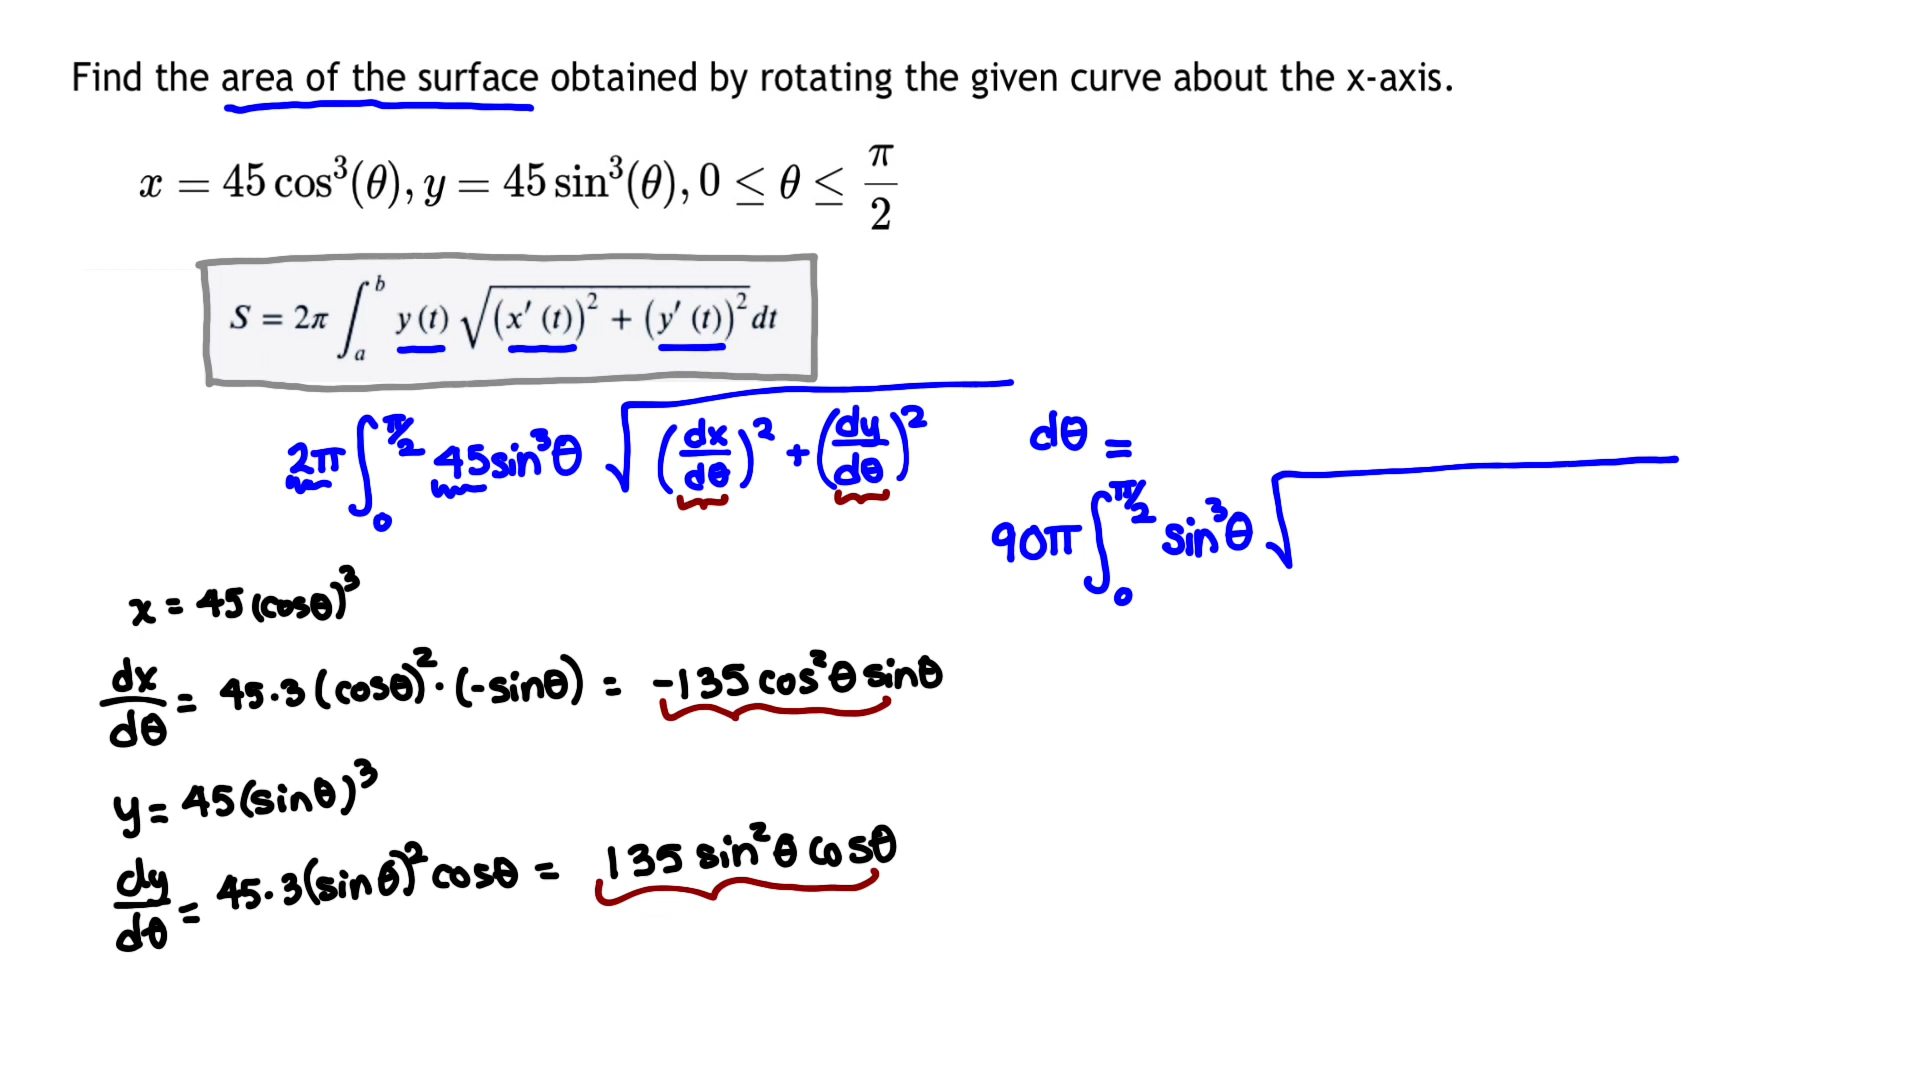 Find the area of the surface obtained by rotating the given curve about the x-axis.
x = 45 cos³(θ), y = 45 sin³(θ), 0 ≤ θ ≤ π/2
S = 2π ∫ₐᵇ y(t) √((x′(t))² + (y′(t))²) dt
2π ∫₀^(π/2) 45 sin³θ √((dx/dθ)² + (dy/dθ)²) dθ =
90π ∫₀^(π/2) sin³θ √
x = 45(cosθ)³
dx/dθ = 45·3(cosθ)²·(-sinθ) = -135 cos²θ sinθ
y = 45(sinθ)³
dy/dθ = 45·3(sinθ)² cosθ = 135 sin²θ cosθ